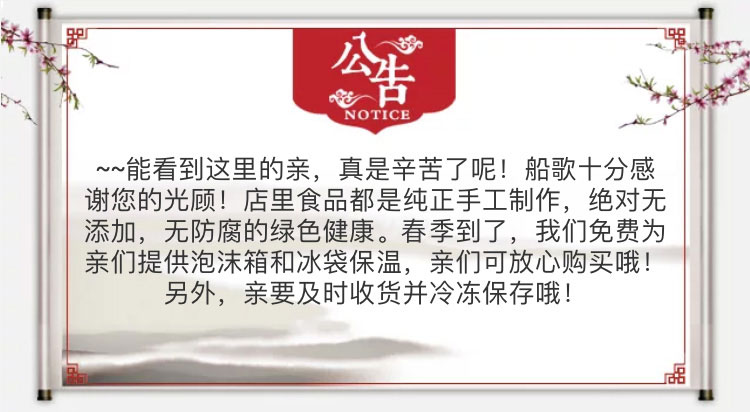 公告
NOTICE
~~能看到这里的亲，真是辛苦了呢！船歌十分感
谢您的光顾！店里食品都是纯正手工制作，绝对无
添加，无防腐的绿色健康。春季到了，我们免费为
亲们提供泡沫箱和冰袋保温，亲们可放心购买哦！
另外，亲要及时收货并冷冻保存哦！